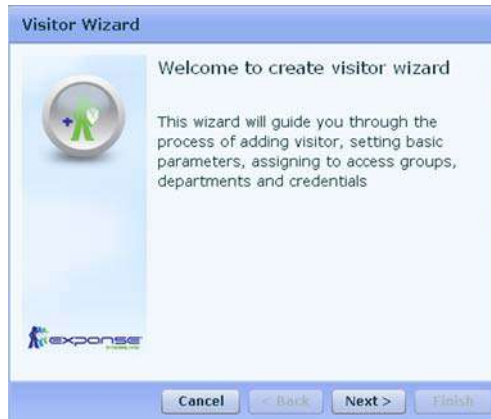 Visitor Wizard
Welcome to create visitor wizard
This wizard will guide you through the
process of adding visitor, setting basic
parameters, assigning to access groups,
departments and credentials
exponse
Cancel
< Back
Next >
Finish